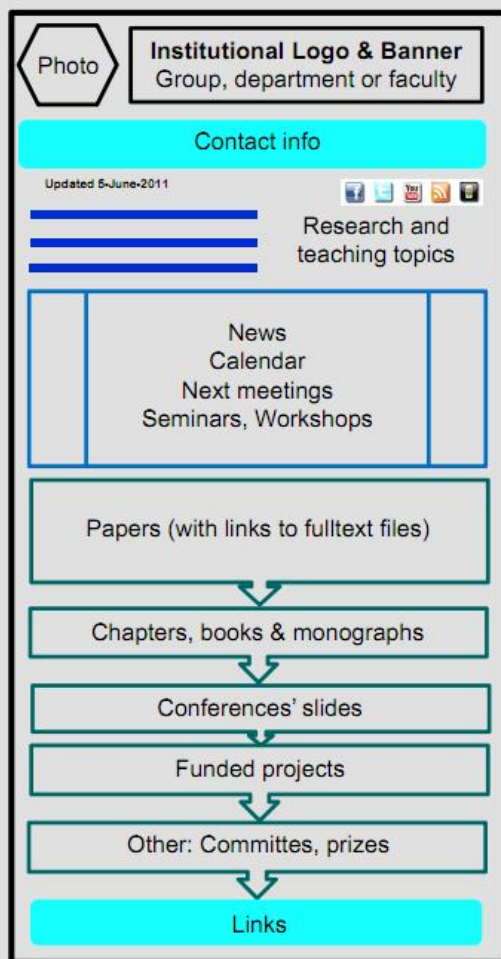 Photo
Institutional Logo & Banner
Group, department or faculty
Contact info
Updated 5-June-2011
You
Research and
teaching topics
News
Calendar
Next meetings
Seminars, Workshops
Papers (with links to fulltext files)
Chapters, books & monographs
Conferences’ slides
Funded projects
Other: Committes, prizes
Links